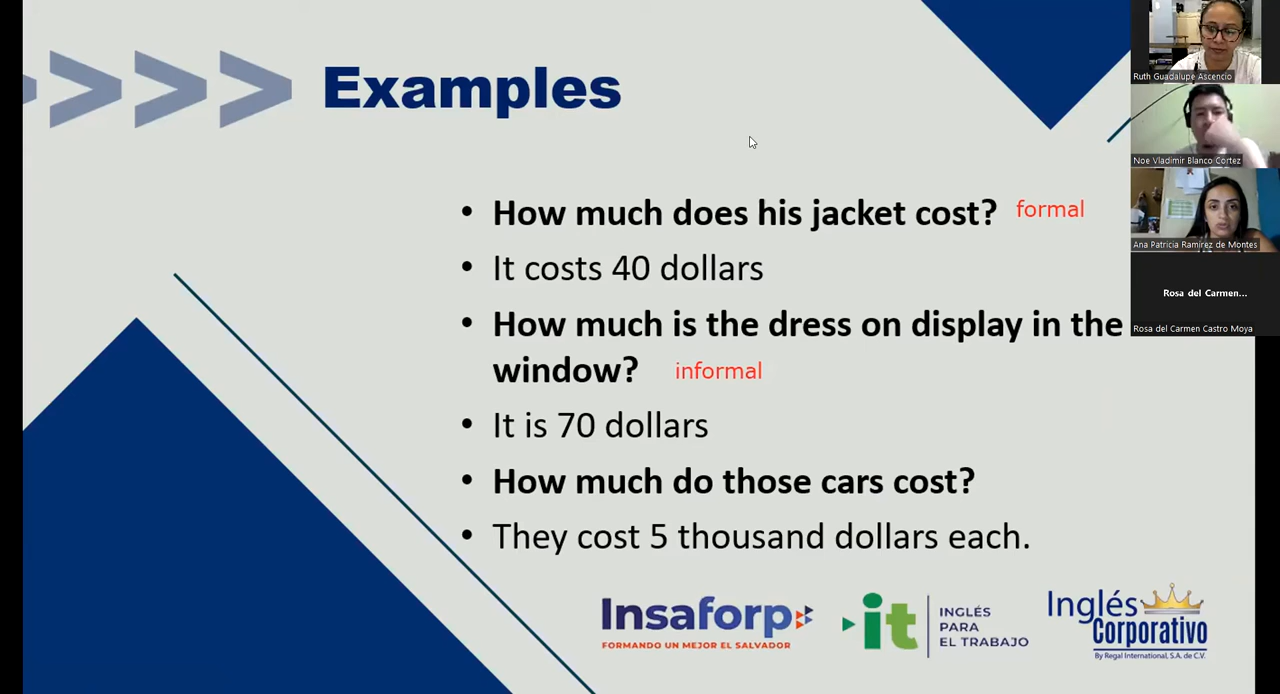 Examples
• How much does his jacket cost? formal
• It costs 40 dollars
• How much is the dress on display in the
window? informal
• It is 70 dollars
• How much do those cars cost?
• They cost 5 thousand dollars each.
Insaforp
FORMANDO UN MEJOR EL SALVADOR
it
INGLÉS
PARA
EL TRABAJO
Inglés
Corporativo
By Regal International, S.A. de C.V.
Ruth Guadalupe Ascencio
Noe Vladimir Blanco Cortez
Ana Patricia Ramirez de Montes
Rosa del Carmen...
Rosa del Carmen Castro Moya